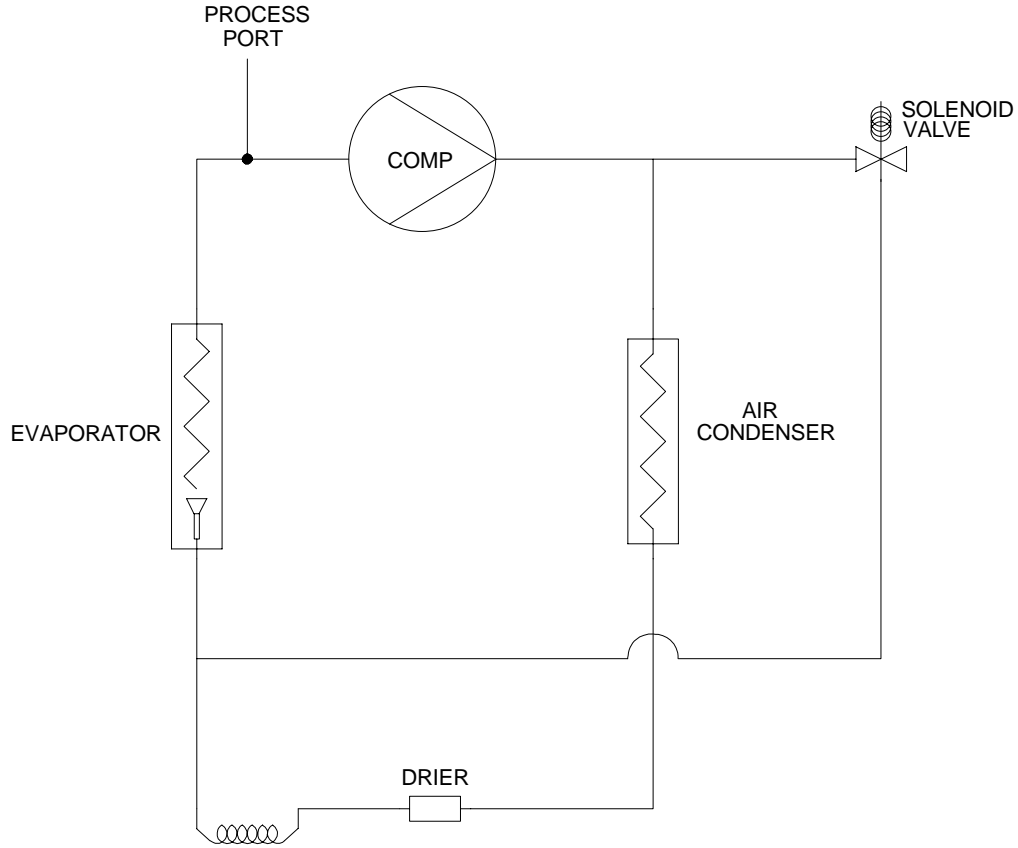 PROCESS
PORT
COMP
SOLENOID
VALVE
EVAPORATOR
AIR
CONDENSER
DRIER